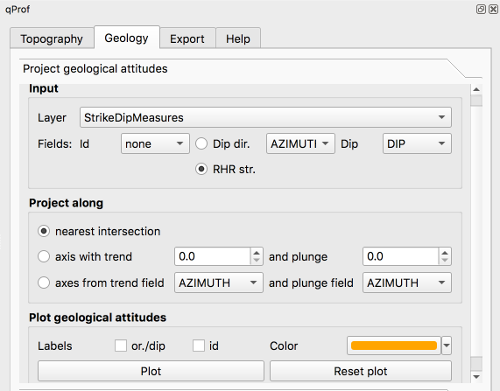 qProf
Topography Geology Export Help
Project geological attitudes
Input
Layer StrikeDipMeasures
Fields: Id none Dip dir. AZIMUTI Dip DIP
RHR str.
Project along
nearest intersection
axis with trend 0.0 and plunge 0.0
axes from trend field AZIMUTH and plunge field AZIMUTH
Plot geological attitudes
Labels or./dip id Color
Plot Reset plot